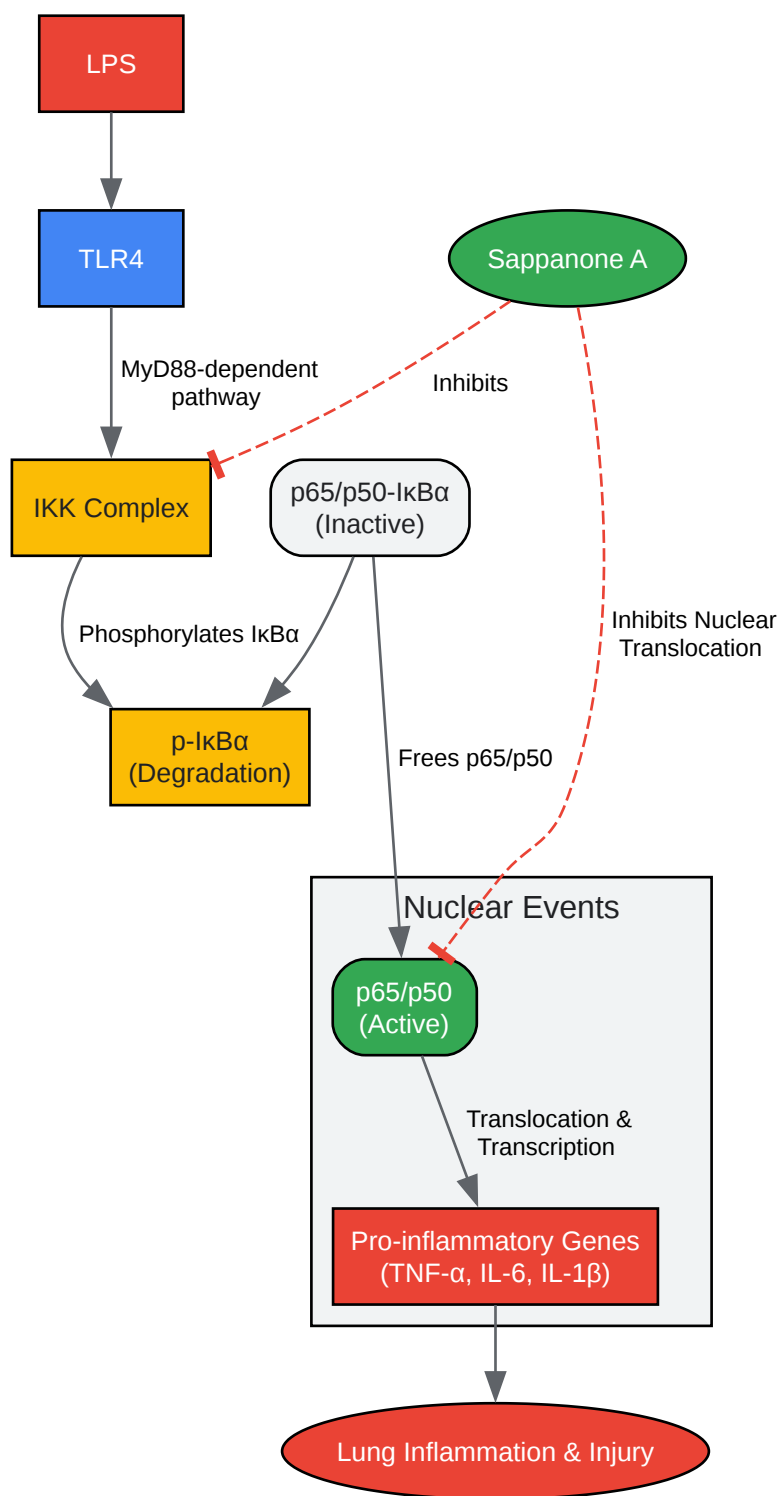 LPS
TLR4
Sappanone A
MyD88-dependent
pathway
Inhibits
IKK Complex
p65/p50-IκBα
(Inactive)
Phosphorylates IκBα
Inhibits Nuclear
Translocation
p-IκBα
(Degradation)
Frees p65/p50
Nuclear Events
p65/p50
(Active)
Translocation &
Transcription
Pro-inflammatory Genes
(TNF-α, IL-6, IL-1β)
Lung Inflammation & Injury